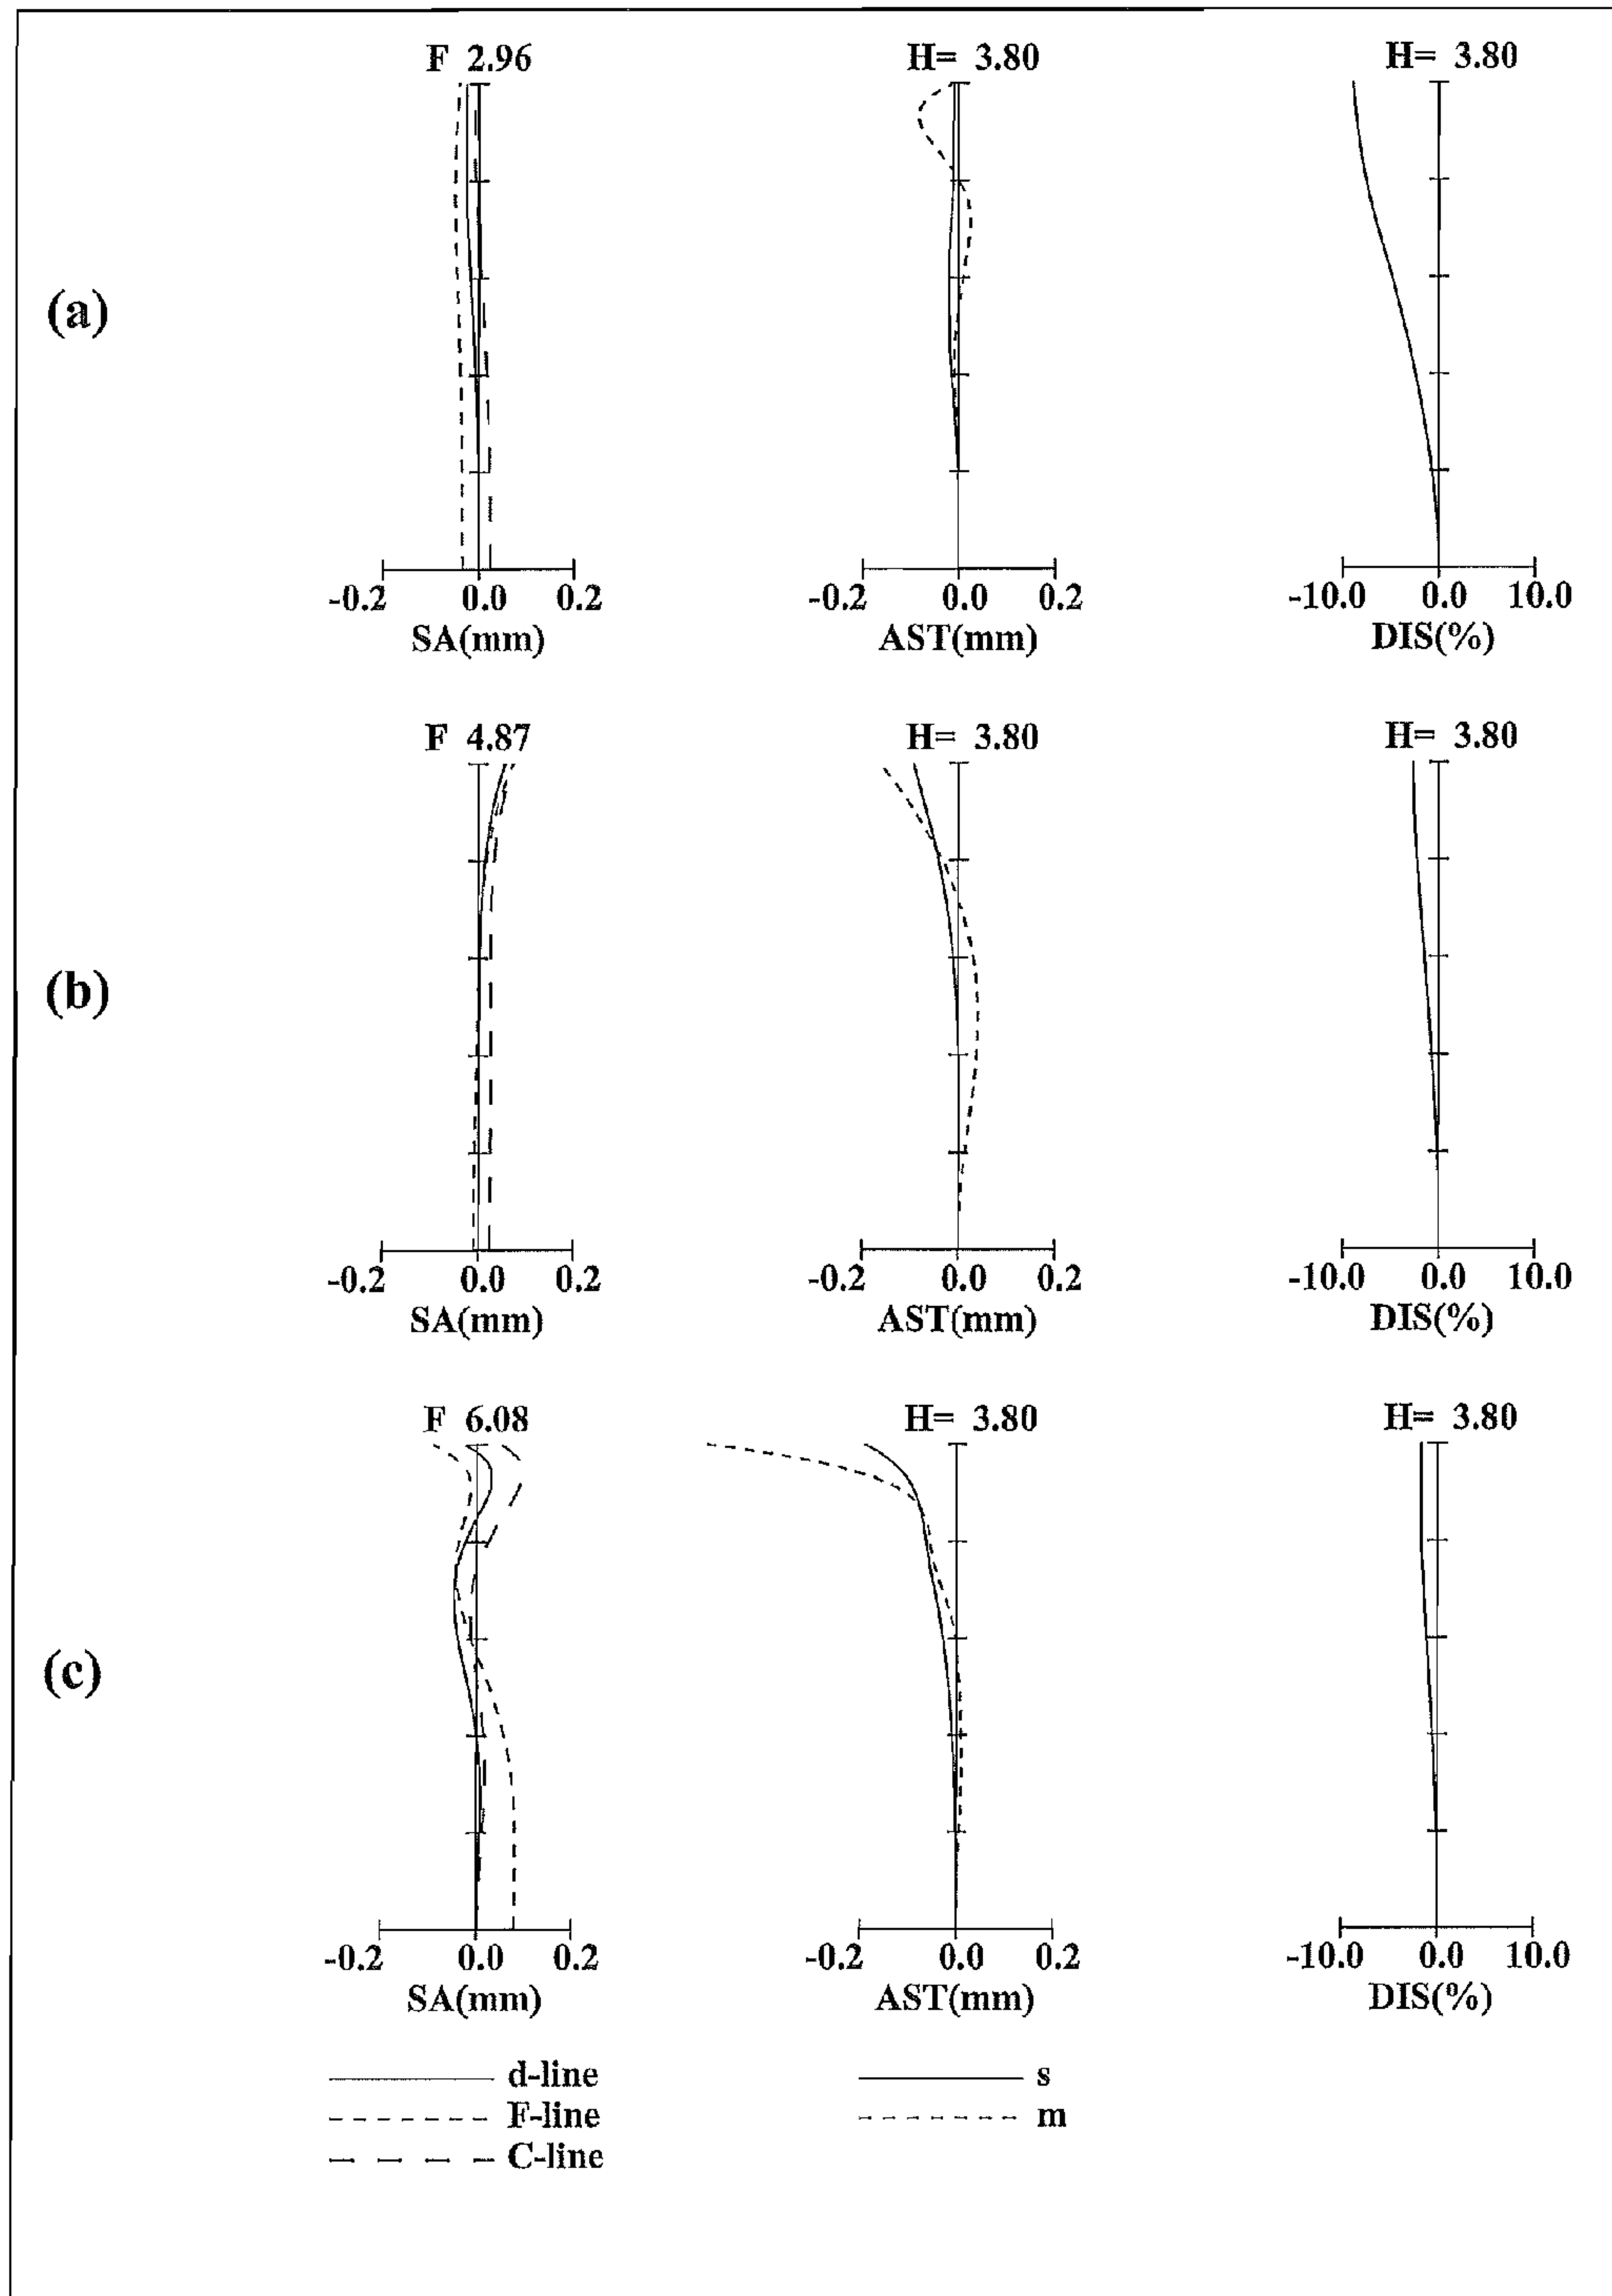 F 2.96 H= 3.80 H= 3.80
(a)
-0.2 0.0 0.2 -0.2 0.0 0.2 -10.0 0.0 10.0
SA(mm) AST(mm) DIS(%)
F 4.87 H= 3.80 H= 3.80
(b)
-0.2 0.0 0.2 -0.2 0.0 0.2 -10.0 0.0 10.0
SA(mm) AST(mm) DIS(%)
F 6.08 H= 3.80 H= 3.80
(c)
-0.2 0.0 0.2 -0.2 0.0 0.2 -10.0 0.0 10.0
SA(mm) AST(mm) DIS(%)
d-line s
F-line m
C-line